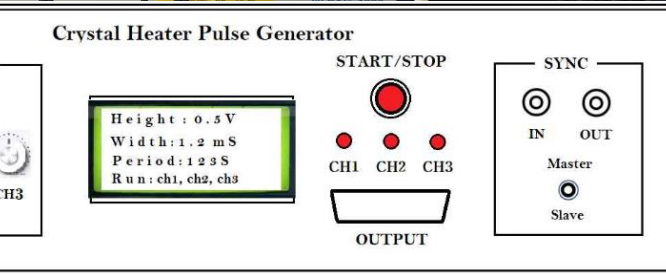 Crystal Heater Pulse Generator
START/STOP
SYNC
Height : 0.5V
Width:1.2 mS
Period:123S
Run:ch1, ch2, ch3
CH1 CH2 CH3
IN OUT
Master
Slave
OUTPUT